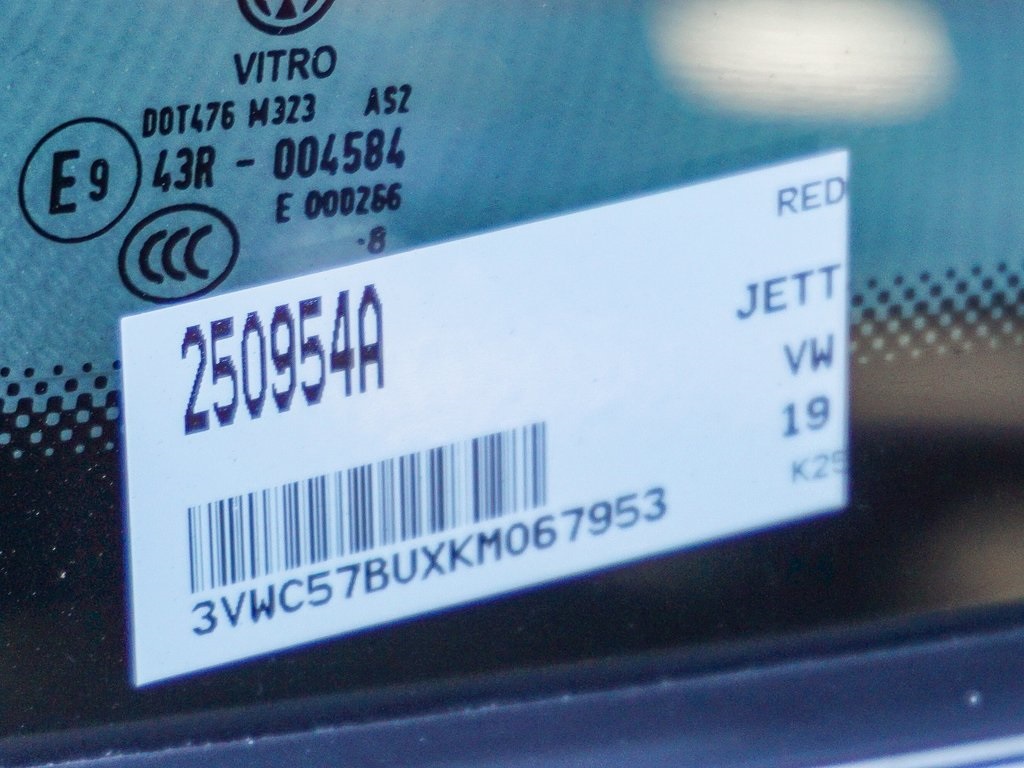 VITRO
DOT476 M323 AS2
E9 43R - 004584
E 000266
CCC
·8
RED
250954A
JETT
VW
19
K25
3VWC57BUXKM067953